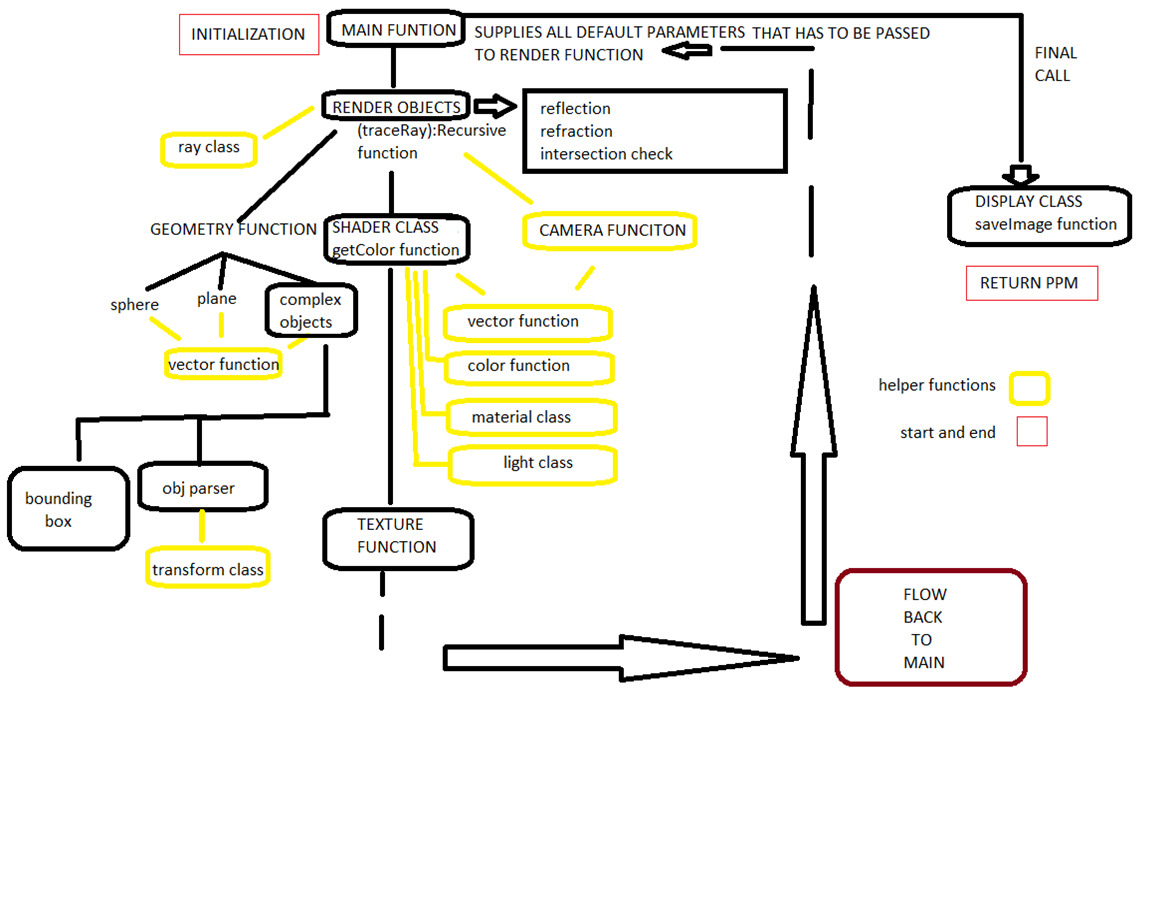 INITIALIZATION
MAIN FUNTION
SUPPLIES ALL DEFAULT PARAMETERS THAT HAS TO BE PASSED
TO RENDER FUNCTION
FINAL
CALL
RENDER OBJECTS
(traceRay):Recursive
function
reflection
refraction
intersection check
ray class
GEOMETRY FUNCTION
SHADER CLASS
getColor function
CAMERA FUNCITON
DISPLAY CLASS
saveImage function
RETURN PPM
sphere
plane
complex
objects
vector function
vector function
color function
material class
light class
helper functions
start and end
bounding
box
obj parser
transform class
TEXTURE
FUNCTION
FLOW
BACK
TO
MAIN